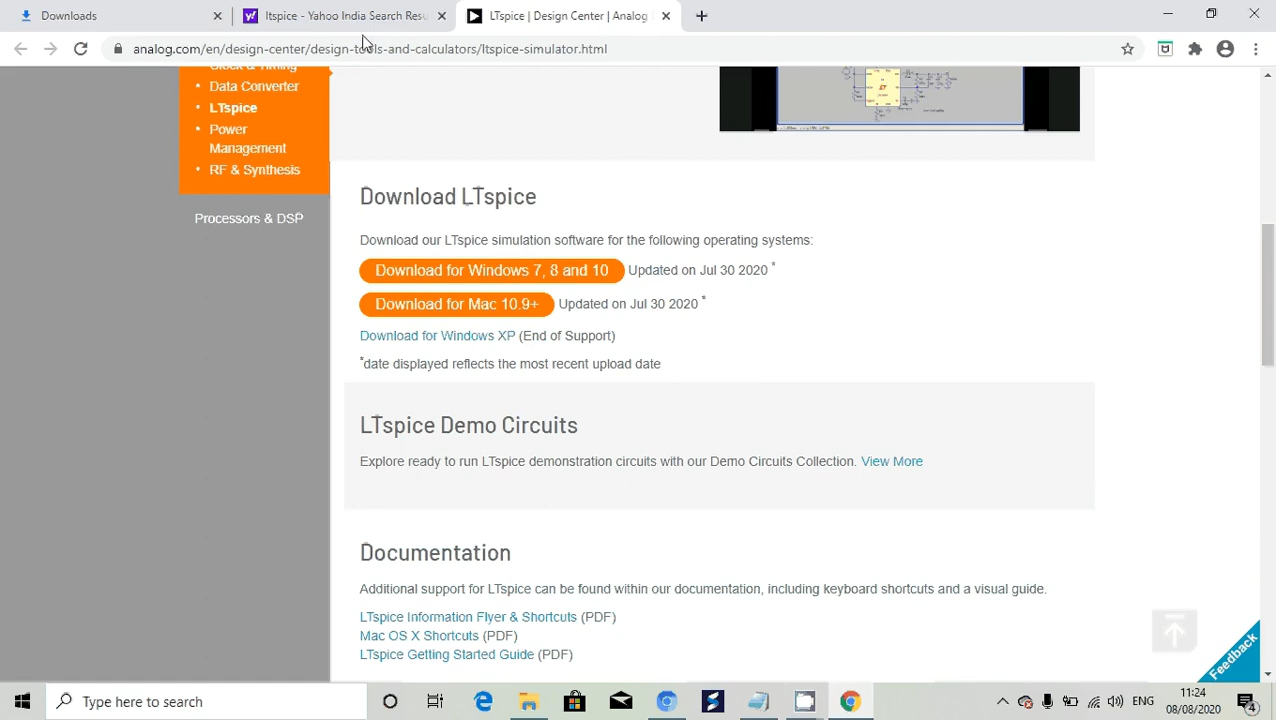 Downloads
ltspice - Yahoo India Search Resu
LTspice | Design Center | Analog
analog.com/en/design-center/design-tools-and-calculators/ltspice-simulator.html
Clock & Timing
Data Converter
LTspice
Power
Management
RF & Synthesis
Processors & DSP
Download LTspice
Download our LTspice simulation software for the following operating systems:
Download for Windows 7, 8 and 10 Updated on Jul 30 2020 *
Download for Mac 10.9+ Updated on Jul 30 2020 *
Download for Windows XP (End of Support)
*date displayed reflects the most recent upload date
LTspice Demo Circuits
Explore ready to run LTspice demonstration circuits with our Demo Circuits Collection. View More
Documentation
Additional support for LTspice can be found within our documentation, including keyboard shortcuts and a visual guide.
LTspice Information Flyer & Shortcuts (PDF)
Mac OS X Shortcuts (PDF)
LTspice Getting Started Guide (PDF)
Feedback
Type here to search
ENG
11:24
08/08/2020
4